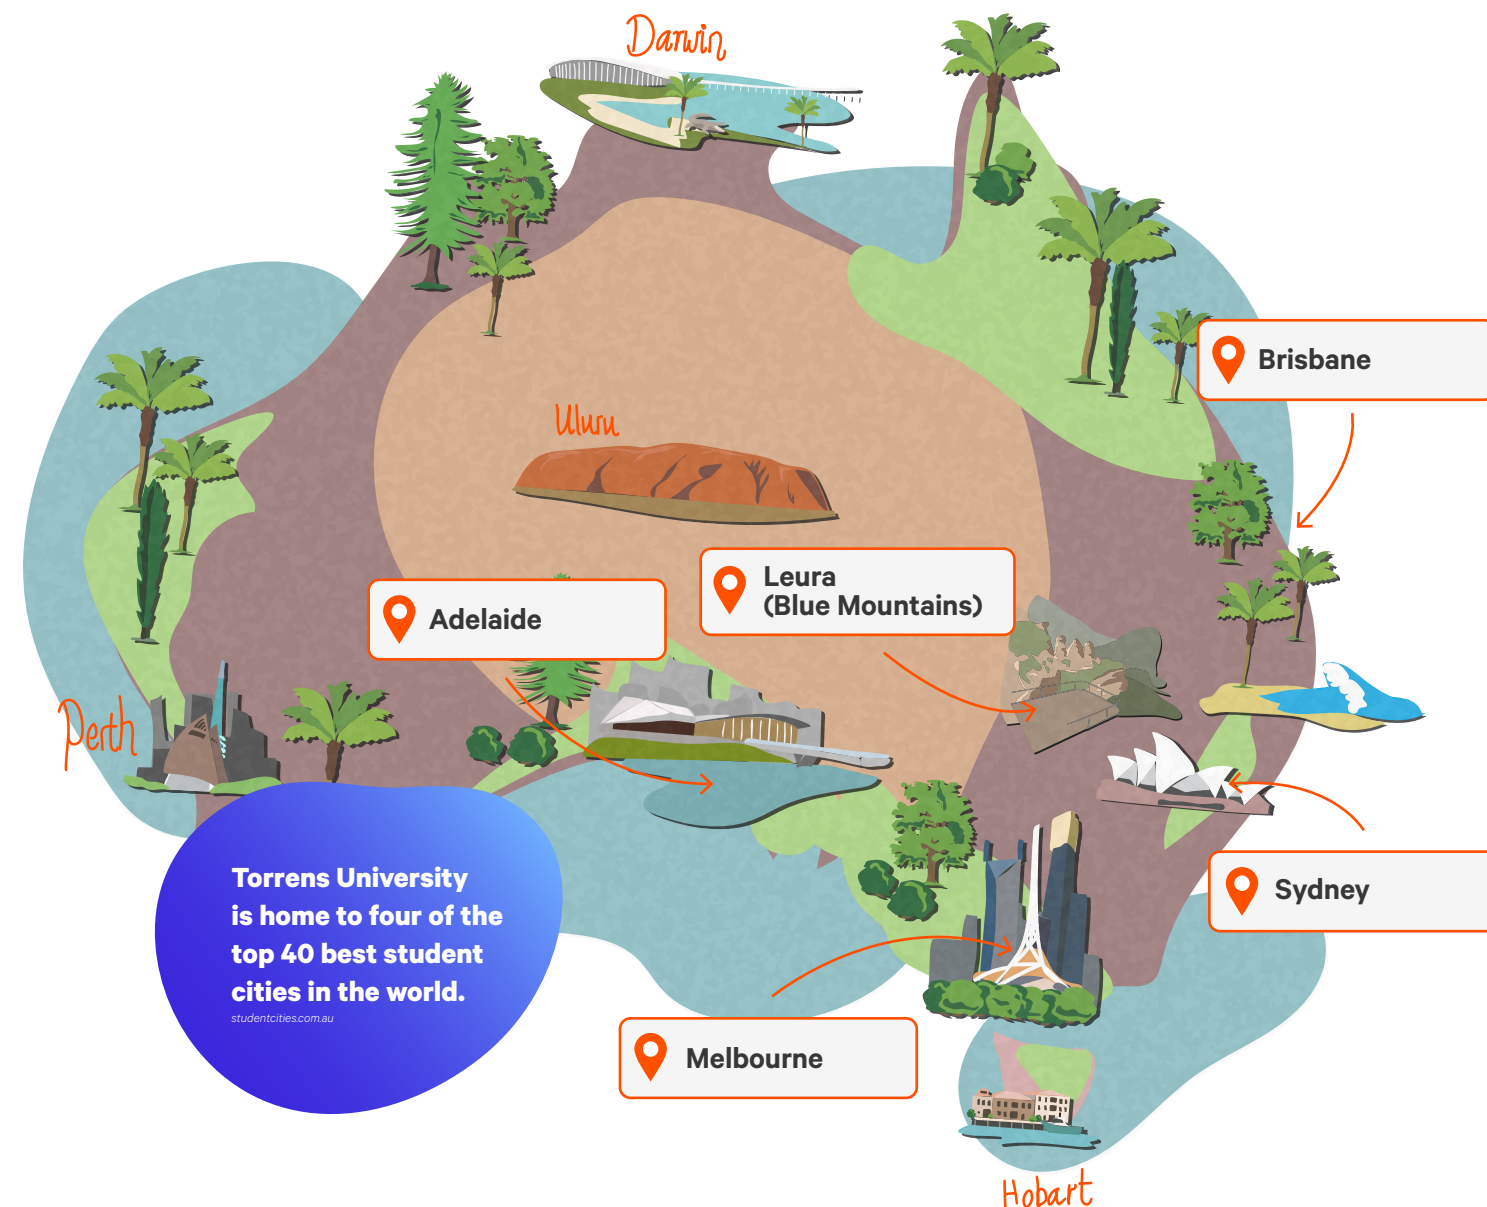 Darwin
Brisbane
Uluru
Leura
(Blue Mountains)
Adelaide
Perth
Torrens University
is home to four of the
top 40 best student
cities in the world.
studentcities.com.au
Sydney
Melbourne
Hobart